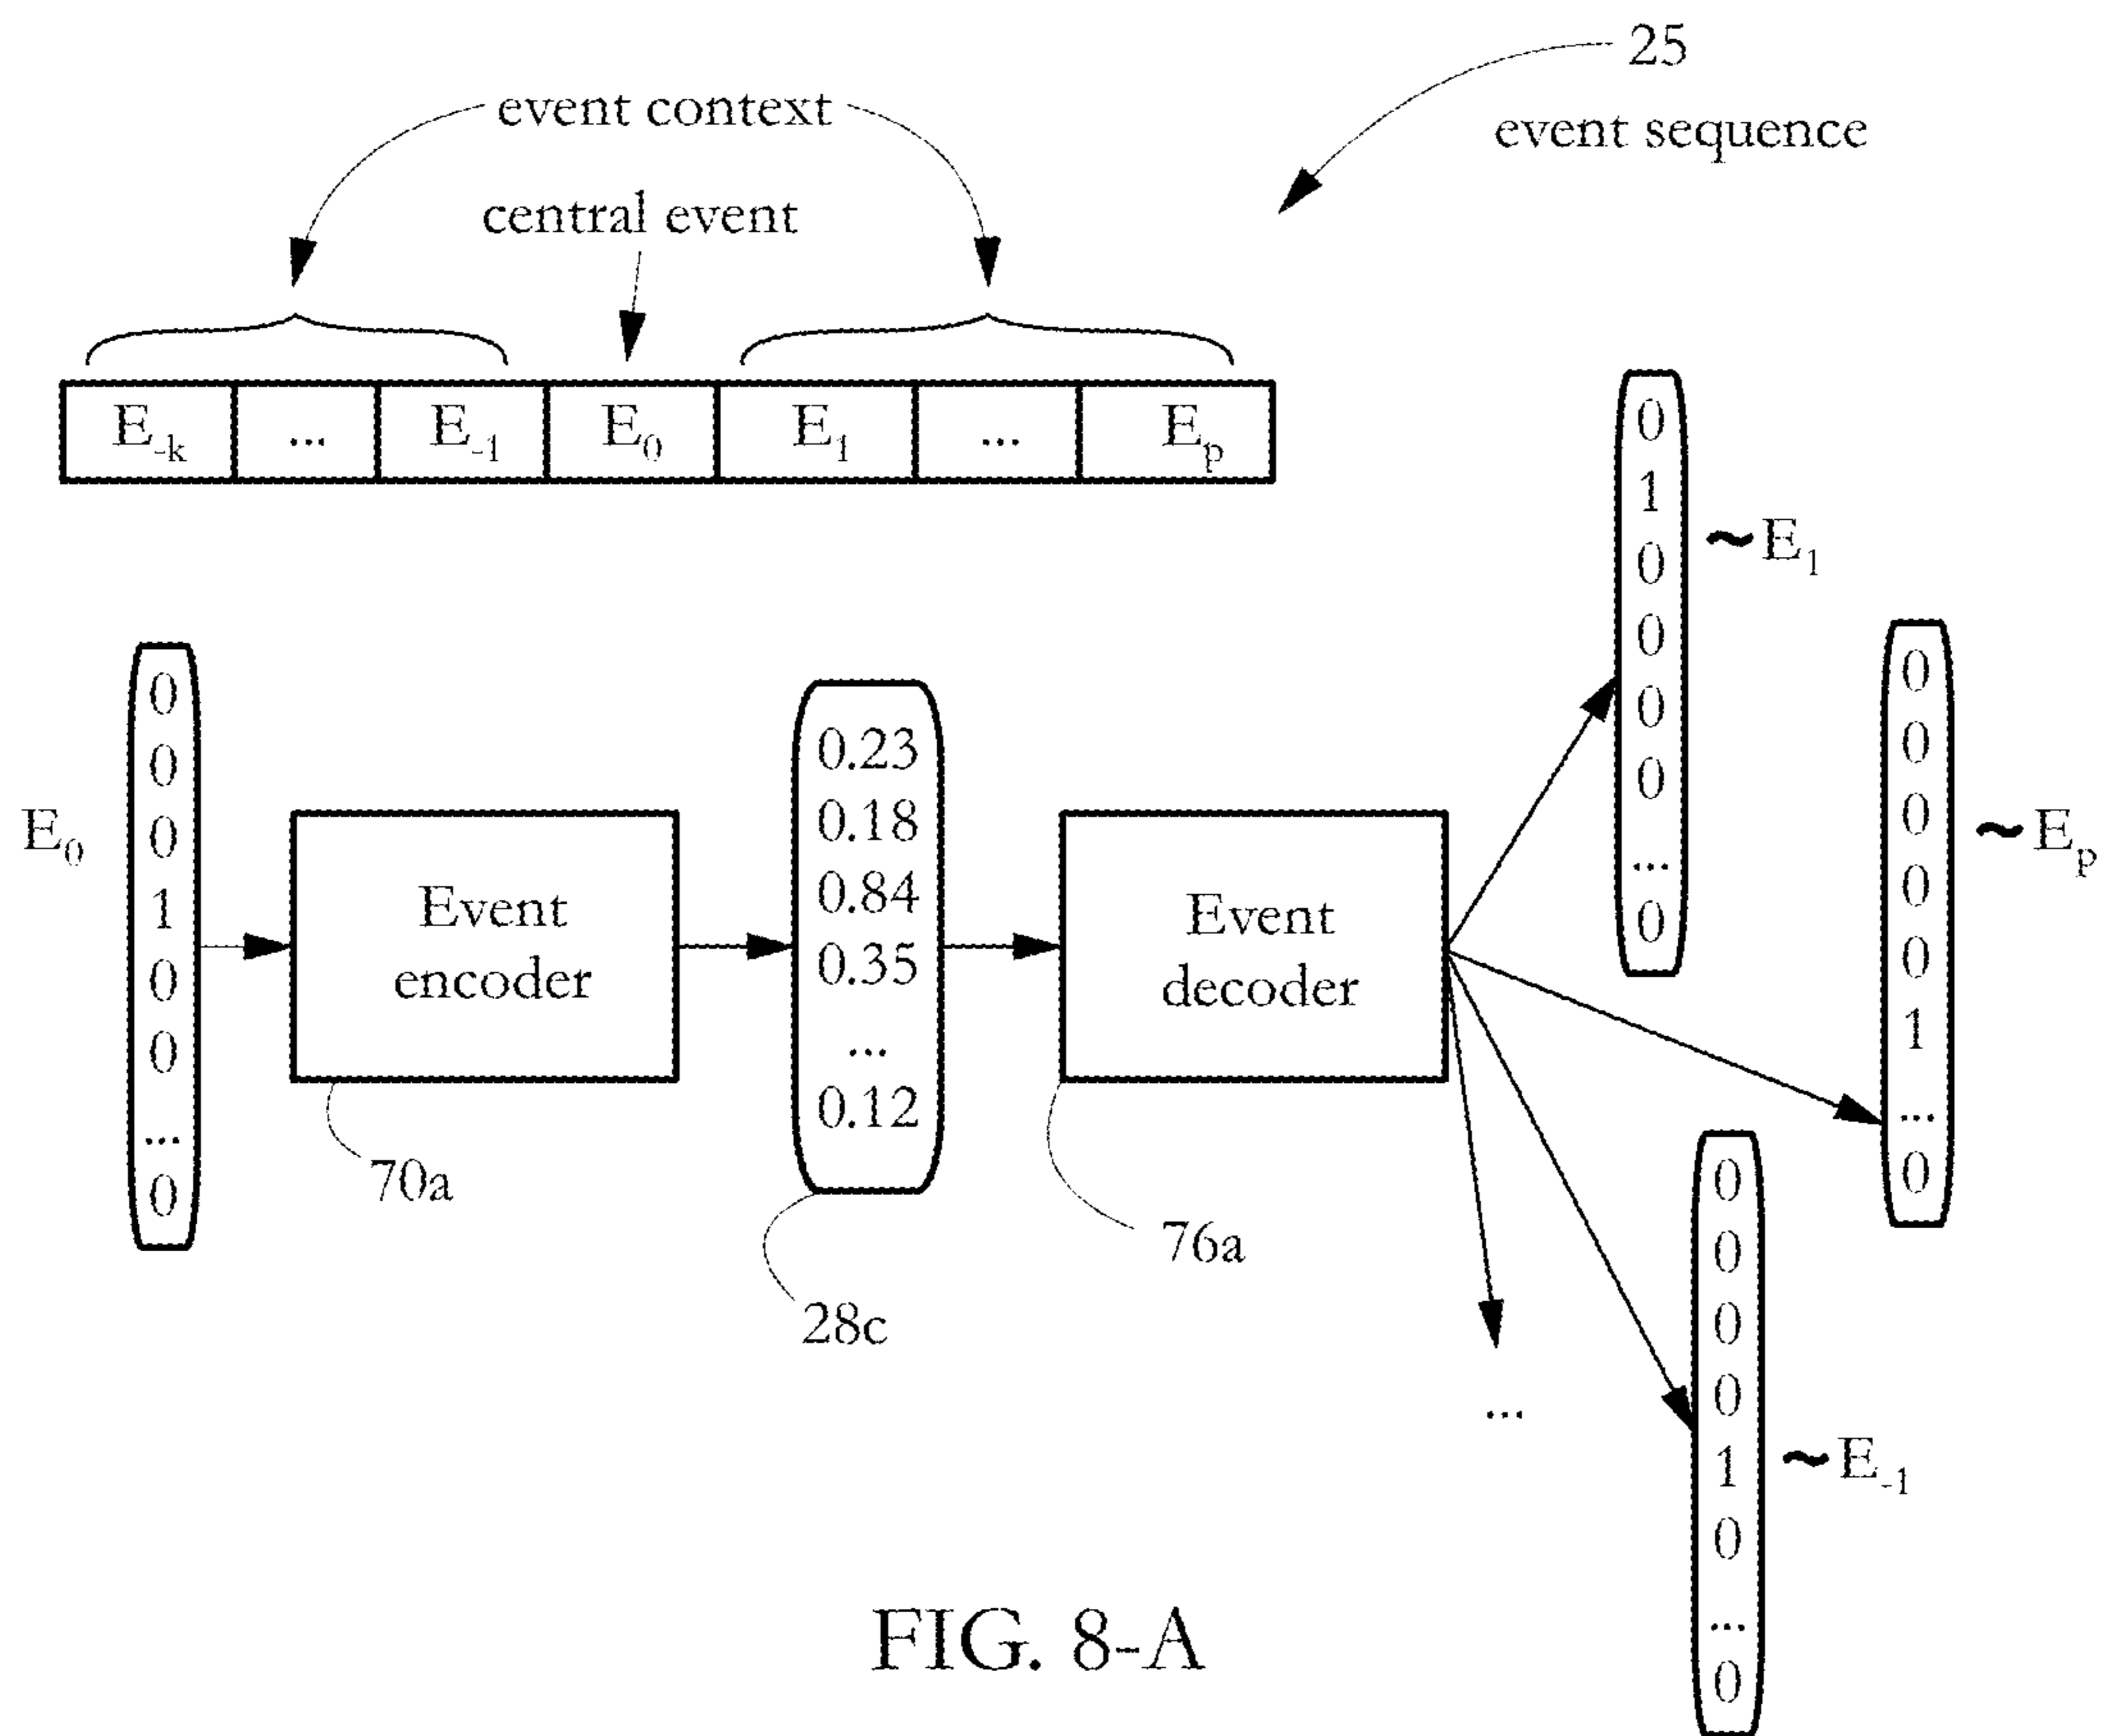 25
event sequence
event context
central event
E₋ₖ ... E₋₁ E₀ E₁ ... Eₚ
E₀
0
0
0
1
0
0
...
0
Event
encoder
70a
0.23
0.18
0.84
0.35
...
0.12
28c
Event
decoder
76a
0
1
0
0
0
0
...
0
~E₁
0
0
0
0
0
1
...
0
~Eₚ
...
0
0
0
0
1
0
...
0
~E₋₁
FIG. 8-A